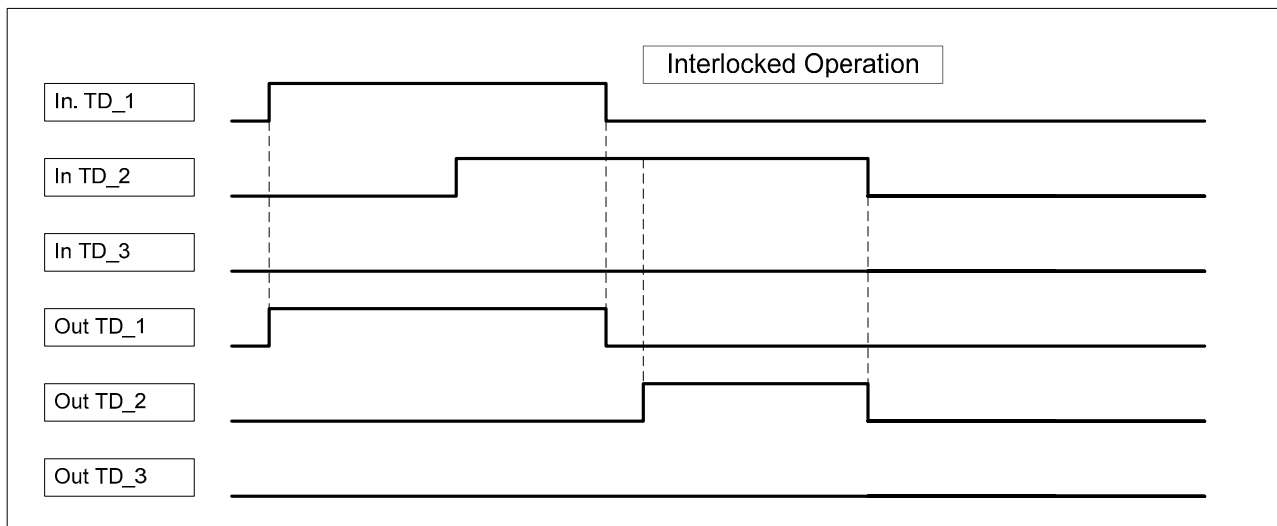 Interlocked Operation
In. TD_1
In TD_2
In TD_3
Out TD_1
Out TD_2
Out TD_3